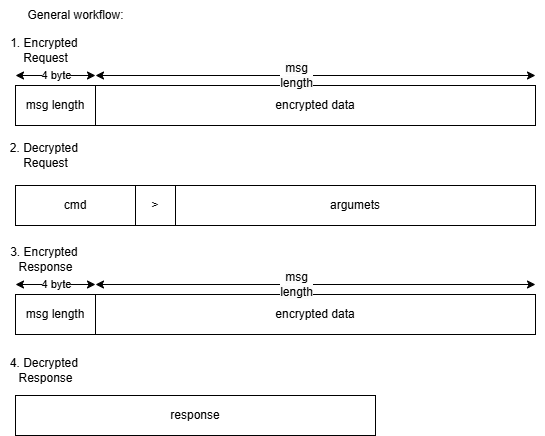 General workflow:
1. Encrypted
Request
4 byte
msg
length
msg length
encrypted data
2. Decrypted
Request
cmd
>
argumets
3. Encrypted
Response
4 byte
msg
length
msg length
encrypted data
4. Decrypted
Response
response